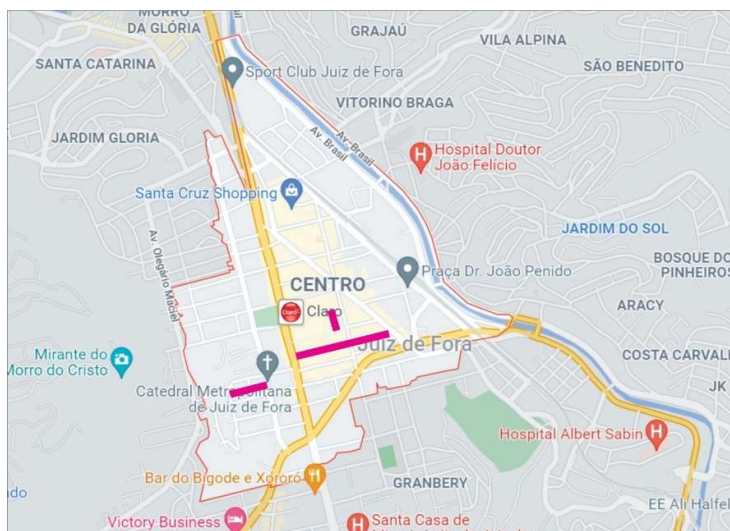 MORRO
DA GLÓRIA
GRAJAÚ
VILA ALPINA
SANTA CATARINA
Sport Club Juiz de Fora
SÃO BENEDITO
VITORINO BRAGA
JARDIM GLORIA
Av. Brasil
Av. Brasil
Hospital Doutor
João Felício
Santa Cruz Shopping
Av. Olegário Maciel
JARDIM DO SOL
BOSQUE DO
PINHEIROS
Praça Dr. João Penido
CENTRO
ARACY
Claro
Claro
Juiz de Fora
Mirante do
Morro do Cristo
COSTA CARVAL
JK
Catedral Metropolitana
de Juiz de Fora
Hospital Albert Sabin
Bar do Bigode e Xororó
GRANBERY
ado
EE Ali Halfel
Victory Business
Santa Casa de